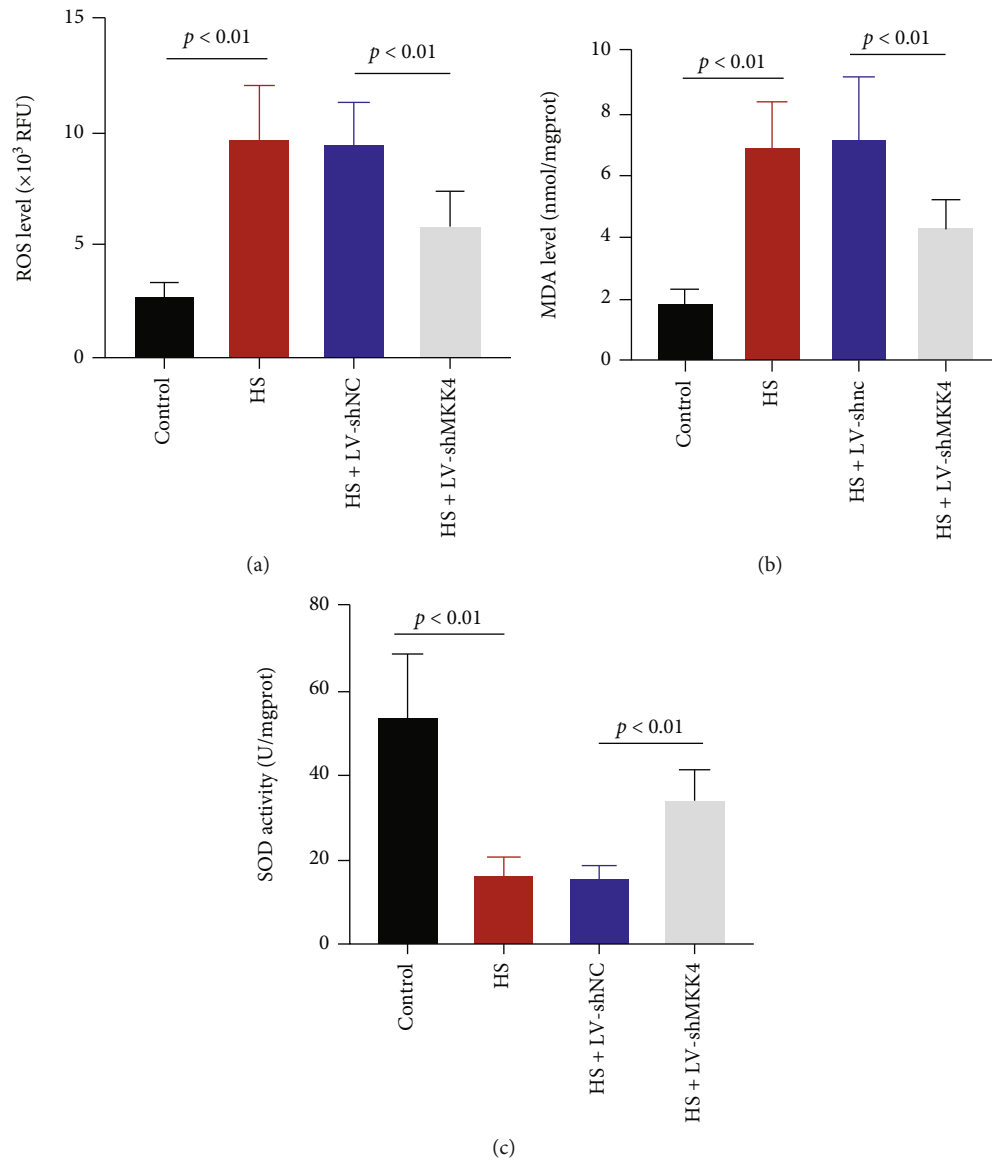 ROS level (×10³ RFU)
15
10
5
0
p < 0.01
p < 0.01
Control
HS
HS + LV-shNC
HS + LV-shMKK4
(a)
MDA level (nmol/mgprot)
10
8
6
4
2
0
p < 0.01
p < 0.01
Control
HS
HS + LV-shnc
HS + LV-shMKK4
(b)
SOD activity (U/mgprot)
80
60
40
20
0
p < 0.01
p < 0.01
Control
HS
HS + LV-shNC
HS + LV-shMKK4
(c)